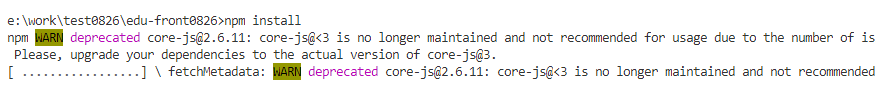 e:\work\test0826\edu-front0826>npm install
npm WARN deprecated core-js@2.6.11: core-js@<3 is no longer maintained and not recommended for usage due to the number of is
Please, upgrade your dependencies to the actual version of core-js@3.
[ .................] \ fetchMetadata: WARN deprecated core-js@2.6.11: core-js@<3 is no longer maintained and not recommended